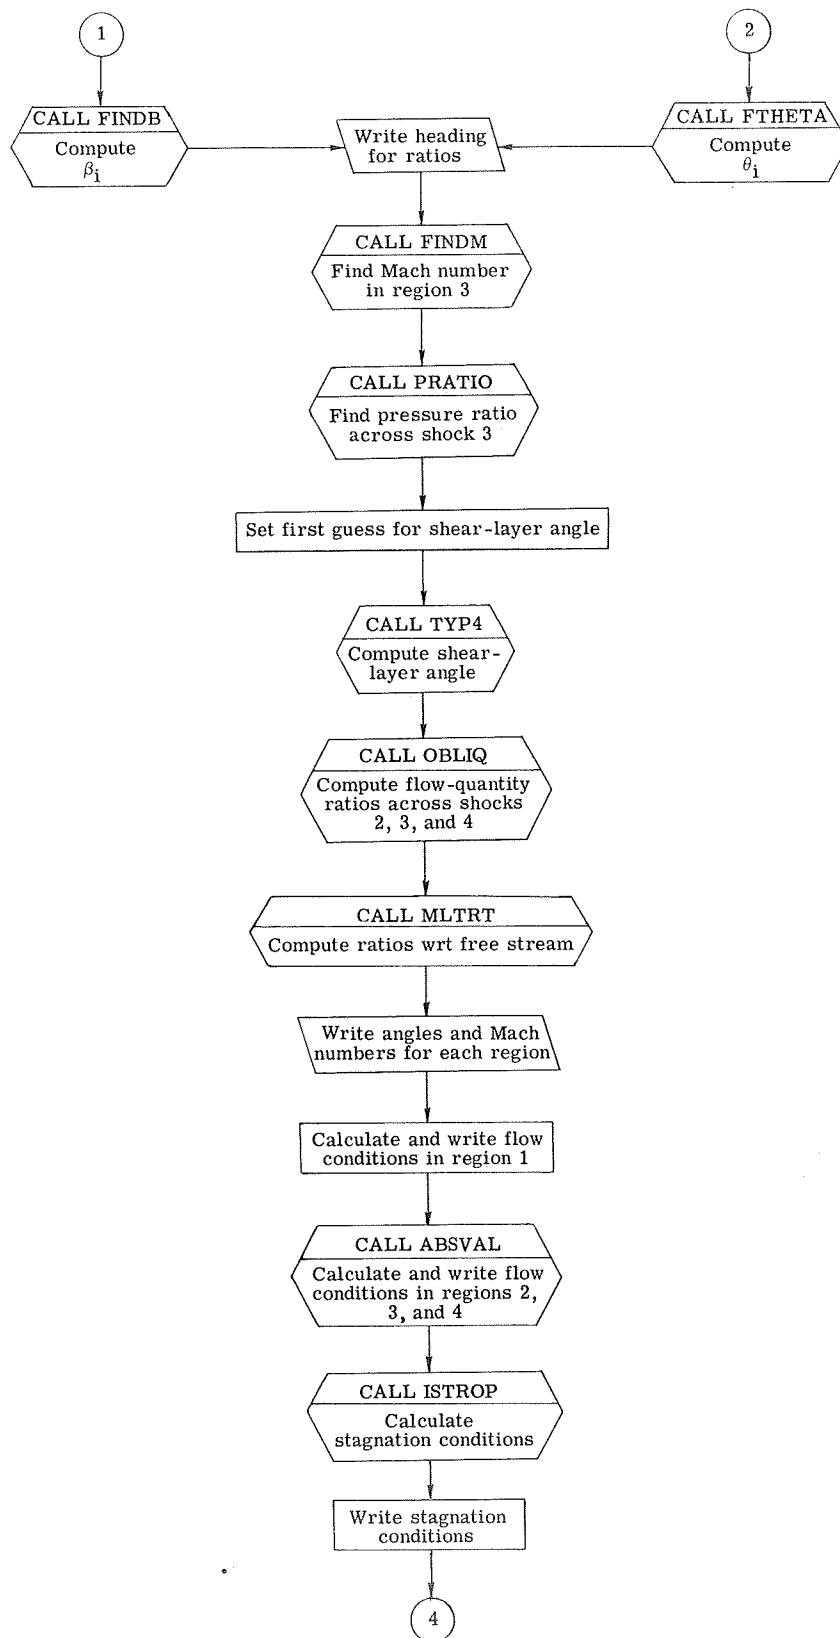 1
2
CALL FINDB
Compute
βi
Write heading
for ratios
CALL FTHETA
Compute
θi
CALL FINDM
Find Mach number
in region 3
CALL PRATIO
Find pressure ratio
across shock 3
Set first guess for shear-layer angle
CALL TYP4
Compute shear-
layer angle
CALL OBLIQ
Compute flow-quantity
ratios across shocks
2, 3, and 4
CALL MLTRT
Compute ratios wrt free stream
Write angles and Mach
numbers for each region
Calculate and write flow
conditions in region 1
CALL ABSVAL
Calculate and write flow
conditions in regions 2,
3, and 4
CALL ISTROP
Calculate
stagnation conditions
Write stagnation
conditions
4